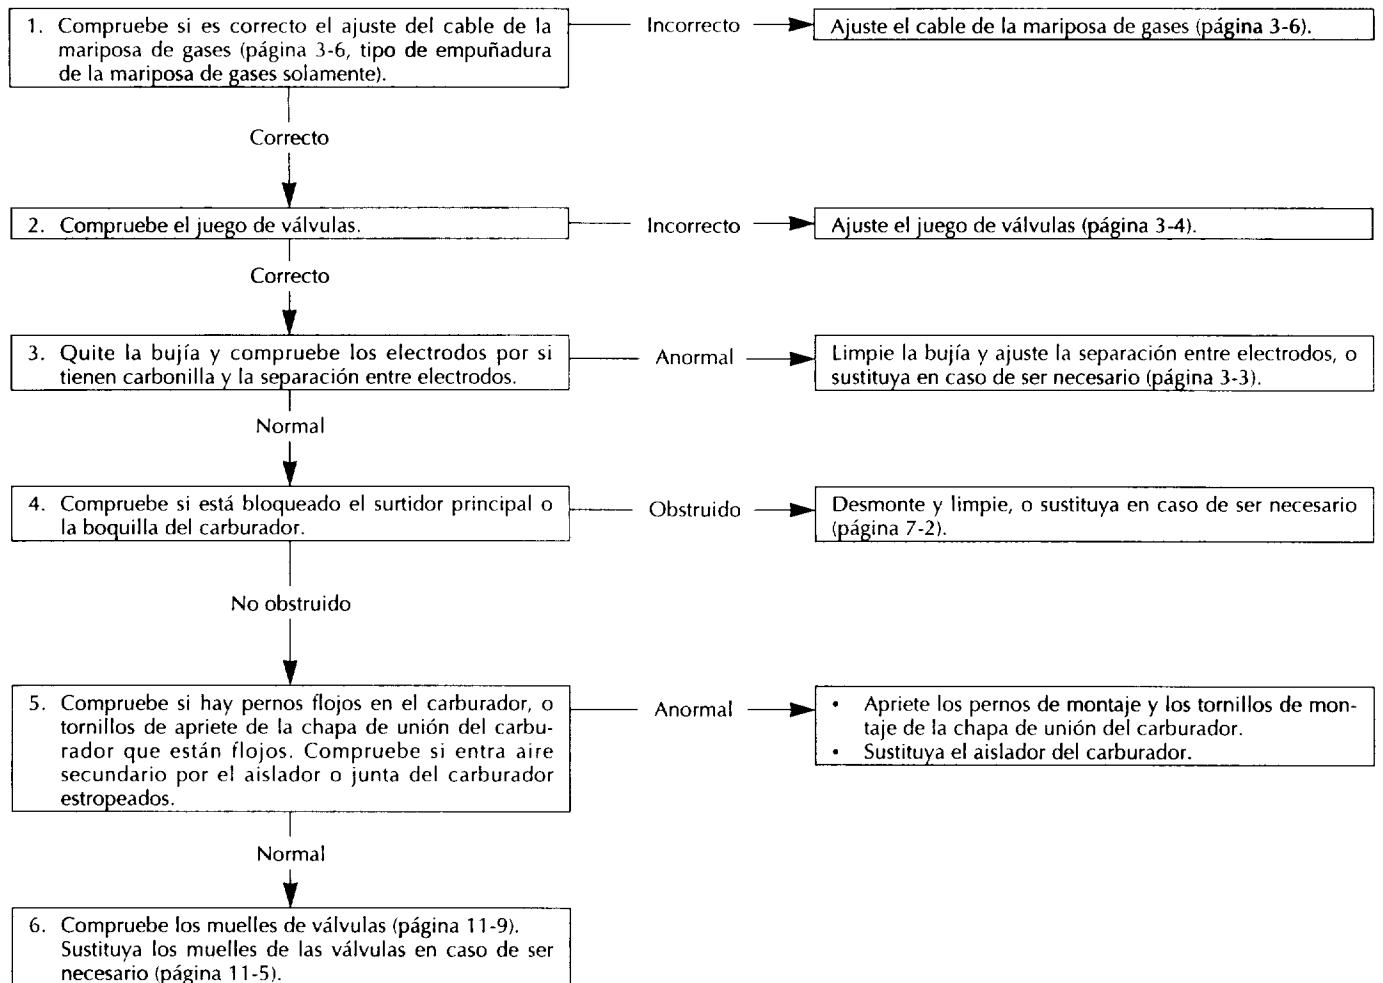 1. Compruebe si es correcto el ajuste del cable de la
mariposa de gases (página 3-6, tipo de empuñadura
de la mariposa de gases solamente).
Incorrecto
Ajuste el cable de la mariposa de gases (página 3-6).
Correcto
2. Compruebe el juego de válvulas.
Incorrecto
Ajuste el juego de válvulas (página 3-4).
Correcto
3. Quite la bujía y compruebe los electrodos por si
tienen carbonilla y la separación entre electrodos.
Anormal
Limpie la bujía y ajuste la separación entre electrodos, o
sustituya en caso de ser necesario (página 3-3).
Normal
4. Compruebe si está bloqueado el surtidor principal o
la boquilla del carburador.
Obstruido
Desmonte y limpie, o sustituya en caso de ser necesario
(página 7-2).
No obstruido
5. Compruebe si hay pernos flojos en el carburador, o
tornillos de apriete de la chapa de unión del carbu-
rador que están flojos. Compruebe si entra aire
secundario por el aislador o junta del carburador
estropeados.
Anormal
• Apriete los pernos de montaje y los tornillos de mon-
taje de la chapa de unión del carburador.
• Sustituya el aislador del carburador.
Normal
6. Compruebe los muelles de válvulas (página 11-9).
Sustituya los muelles de las válvulas en caso de ser
necesario (página 11-5).